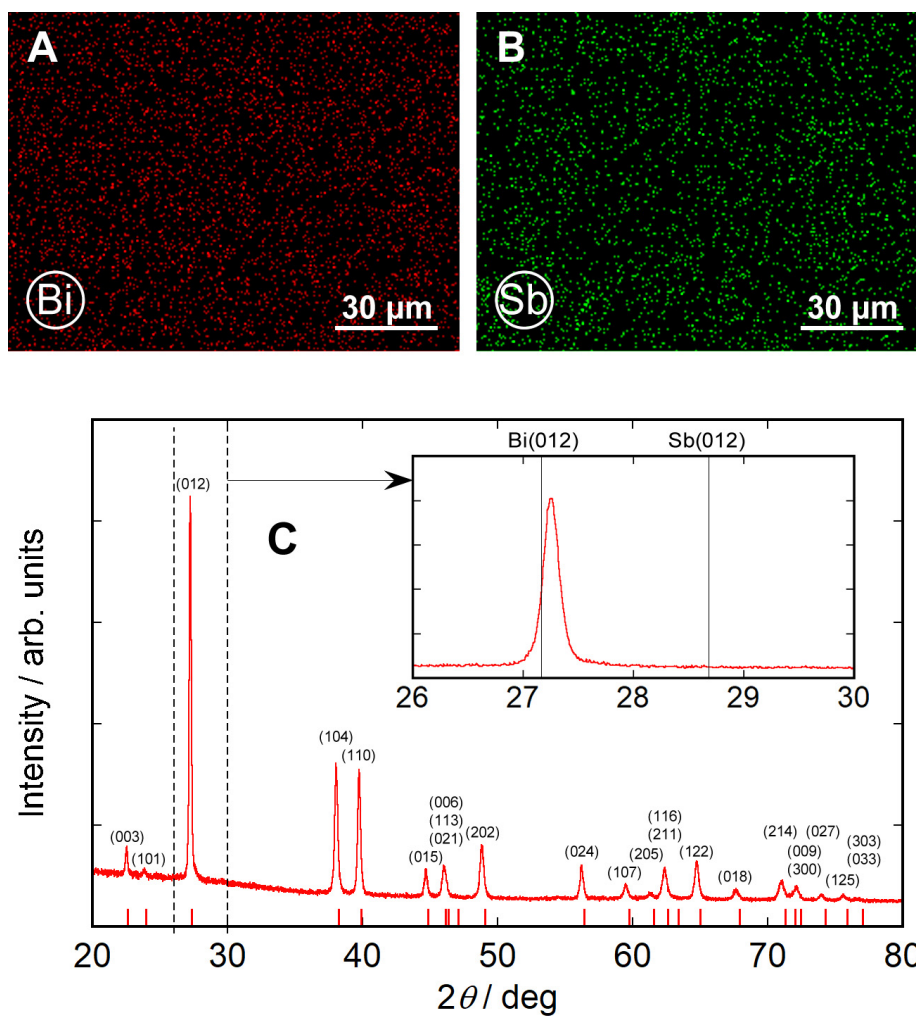 A
B
Bi
30 µm
Sb
30 µm
Bi(012)
Sb(012)
(012)
C
26 27 28 29 30
(104)
(110)
(003)
(101)
(006)
(113)
(021)
(015)
(202)
(024)
(107)
(205)
(116)
(211)
(122)
(018)
(214)
(027)
(009)
(300)
(125)
(303)
(033)
Intensity / arb. units
20 30 40 50 60 70 80
2θ / deg